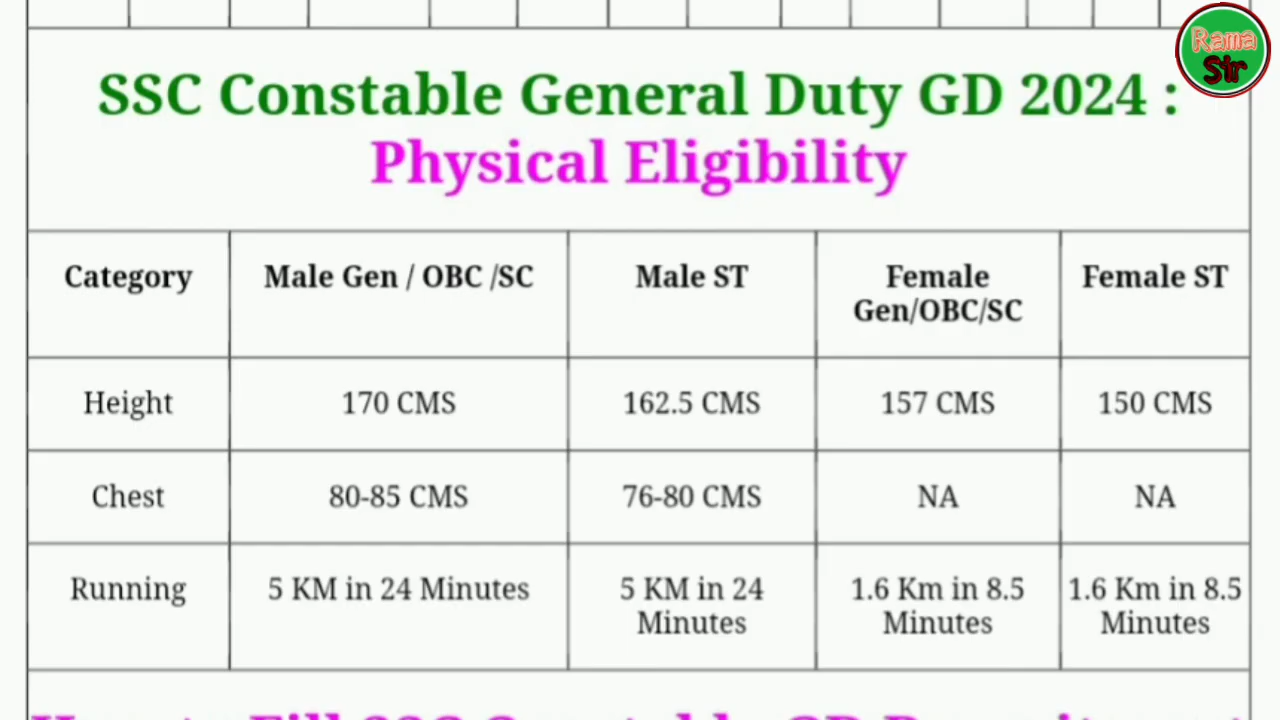 Rama
Sir
SSC Constable General Duty GD 2024 :
Physical Eligibility
Category Male Gen / OBC /SC Male ST Female Gen/OBC/SC Female ST
Height 170 CMS 162.5 CMS 157 CMS 150 CMS
Chest 80-85 CMS 76-80 CMS NA NA
Running 5 KM in 24 Minutes 5 KM in 24 Minutes 1.6 Km in 8.5 Minutes 1.6 Km in 8.5 Minutes